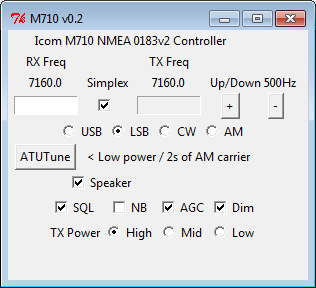 M710 v0.2
Icom M710 NMEA 0183v2 Controller
RX Freq TX Freq
7160.0 Simplex 7160.0 Up/Down 500Hz
+ -
USB LSB CW AM
ATUTune < Low power / 2s of AM carrier
Speaker
SQL NB AGC Dim
TX Power High Mid Low